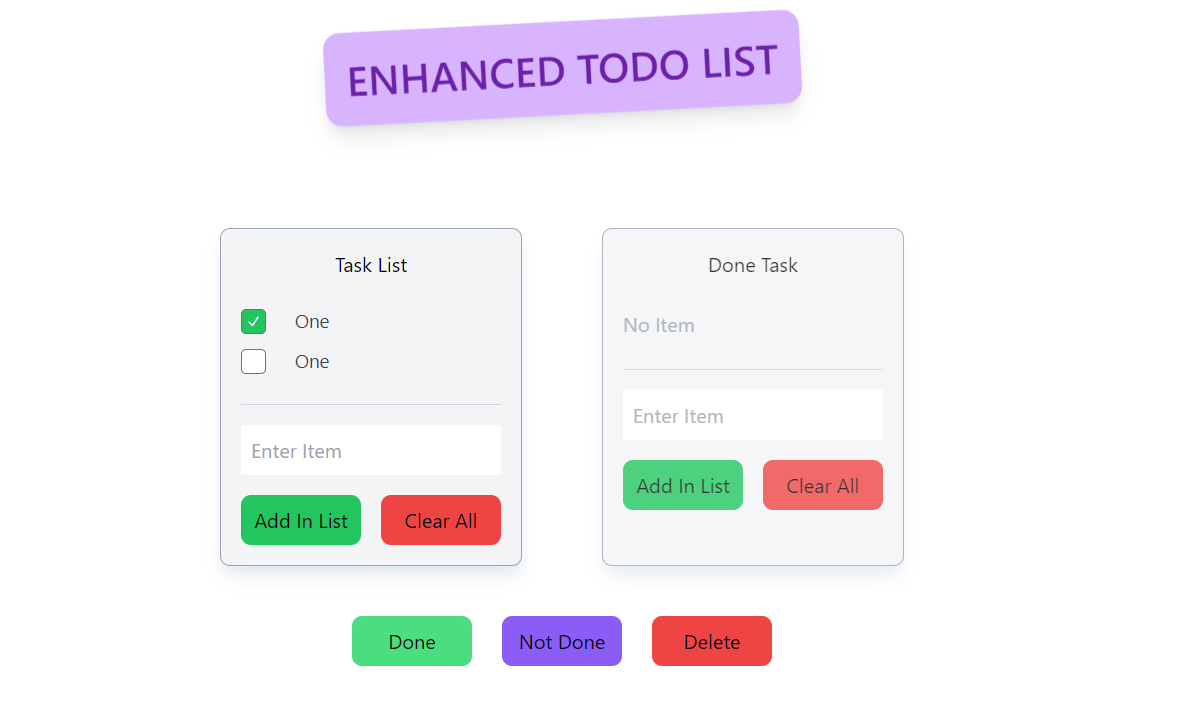 ENHANCED TODO LIST
Task List
One
One
Enter Item
Add In List
Clear All
Done Task
No Item
Enter Item
Add In List
Clear All
Done
Not Done
Delete